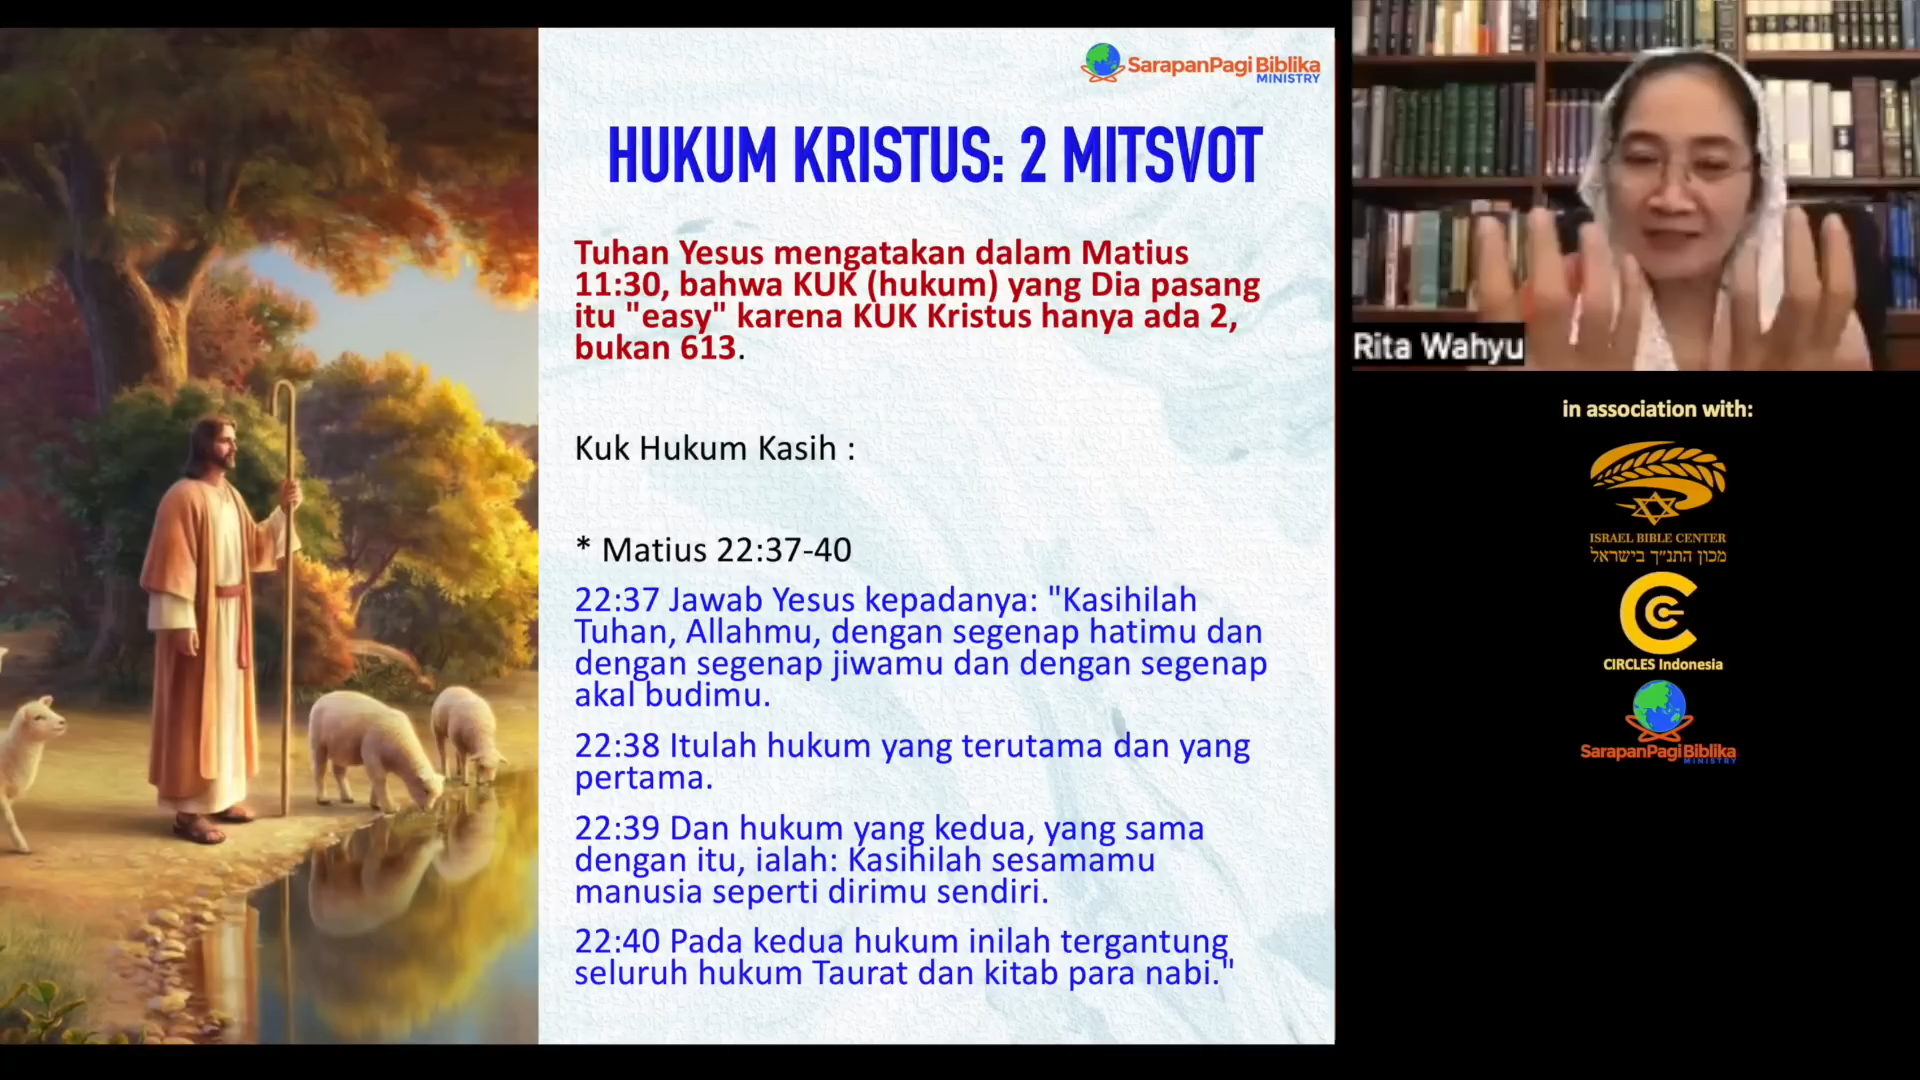 SarapanPagi Biblika
MINISTRY
HUKUM KRISTUS: 2 MITSVOT
Tuhan Yesus mengatakan dalam Matius
11:30, bahwa KUK (hukum) yang Dia pasang
itu "easy" karena KUK Kristus hanya ada 2,
bukan 613.
Kuk Hukum Kasih :
* Matius 22:37-40
22:37 Jawab Yesus kepadanya: "Kasihilah
Tuhan, Allahmu, dengan segenap hatimu dan
dengan segenap jiwamu dan dengan segenap
akal budimu.
22:38 Itulah hukum yang terutama dan yang
pertama.
22:39 Dan hukum yang kedua, yang sama
dengan itu, ialah: Kasihilah sesamamu
manusia seperti dirimu sendiri.
22:40 Pada kedua hukum inilah tergantung
seluruh hukum Taurat dan kitab para nabi."
Rita Wahyu
in association with:
ISRAEL BIBLE CENTER
מכון התנ״ך בישראל
CIRCLES Indonesia
SarapanPagi Biblika
MINISTRY